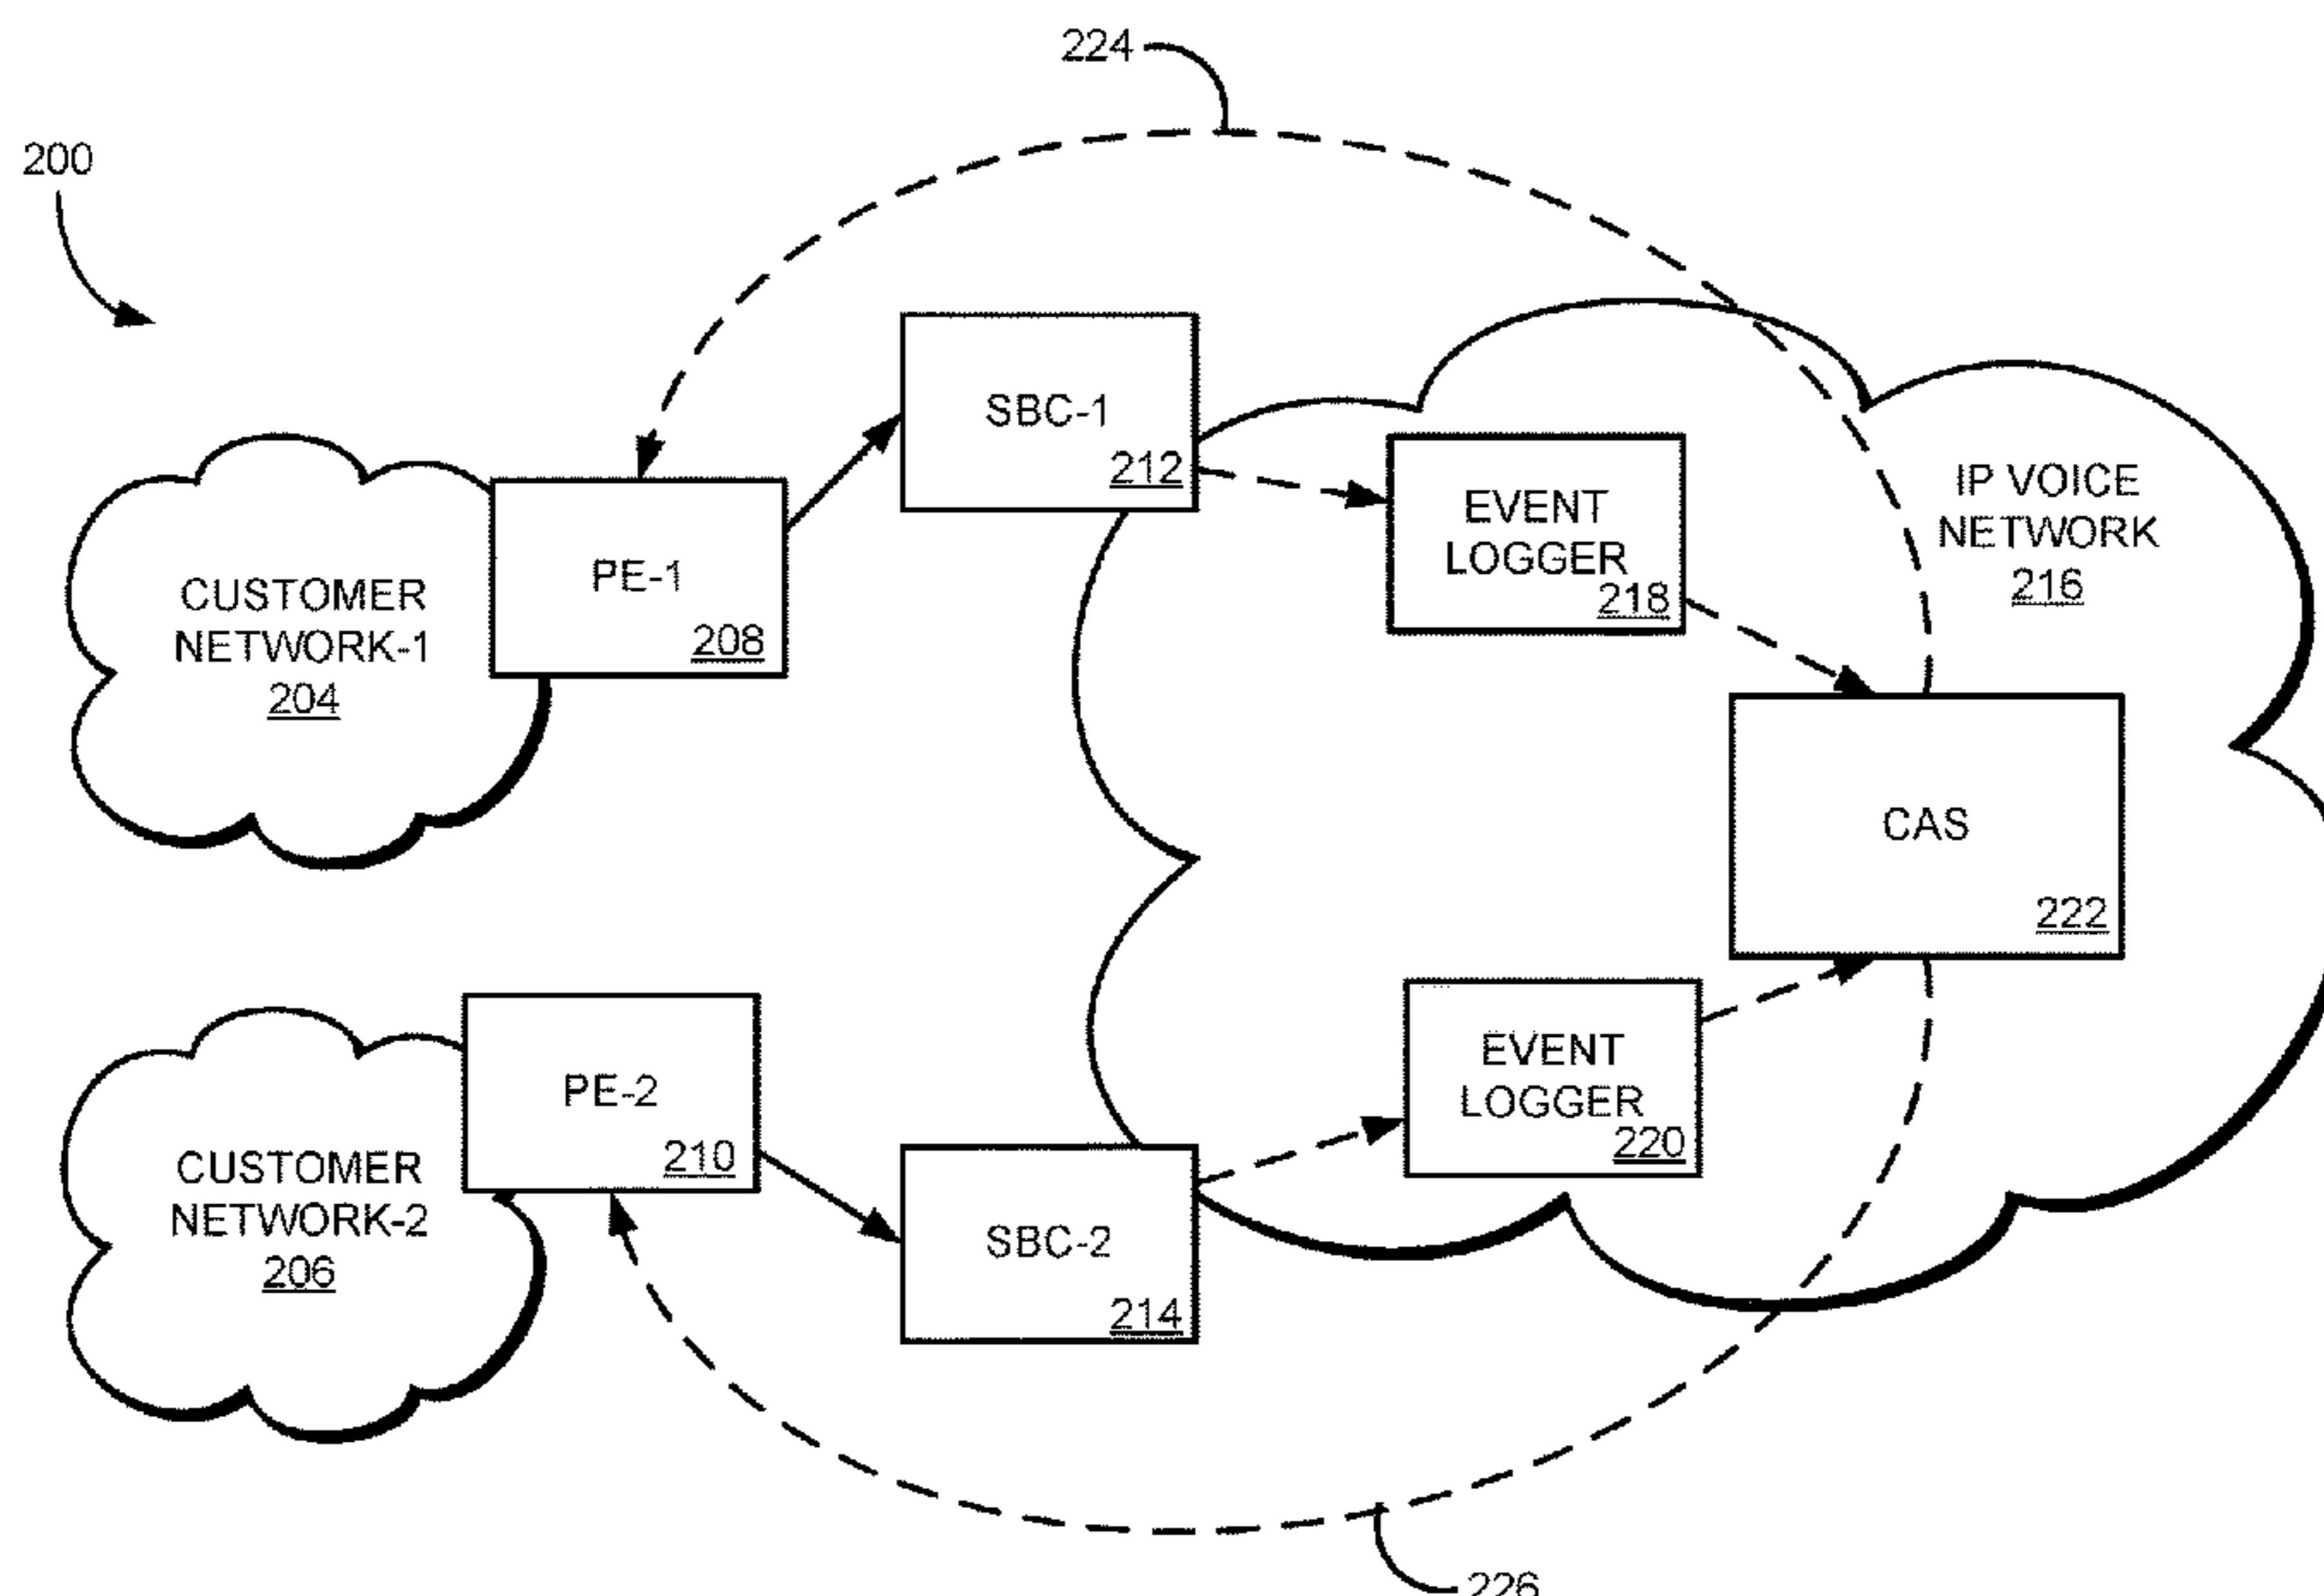 224
200
SBC-1
212
EVENT
LOGGER
218
IP VOICE
NETWORK
216
PE-1
208
CUSTOMER
NETWORK-1
204
CAS
222
PE-2
210
EVENT
LOGGER
220
CUSTOMER
NETWORK-2
206
SBC-2
214
226